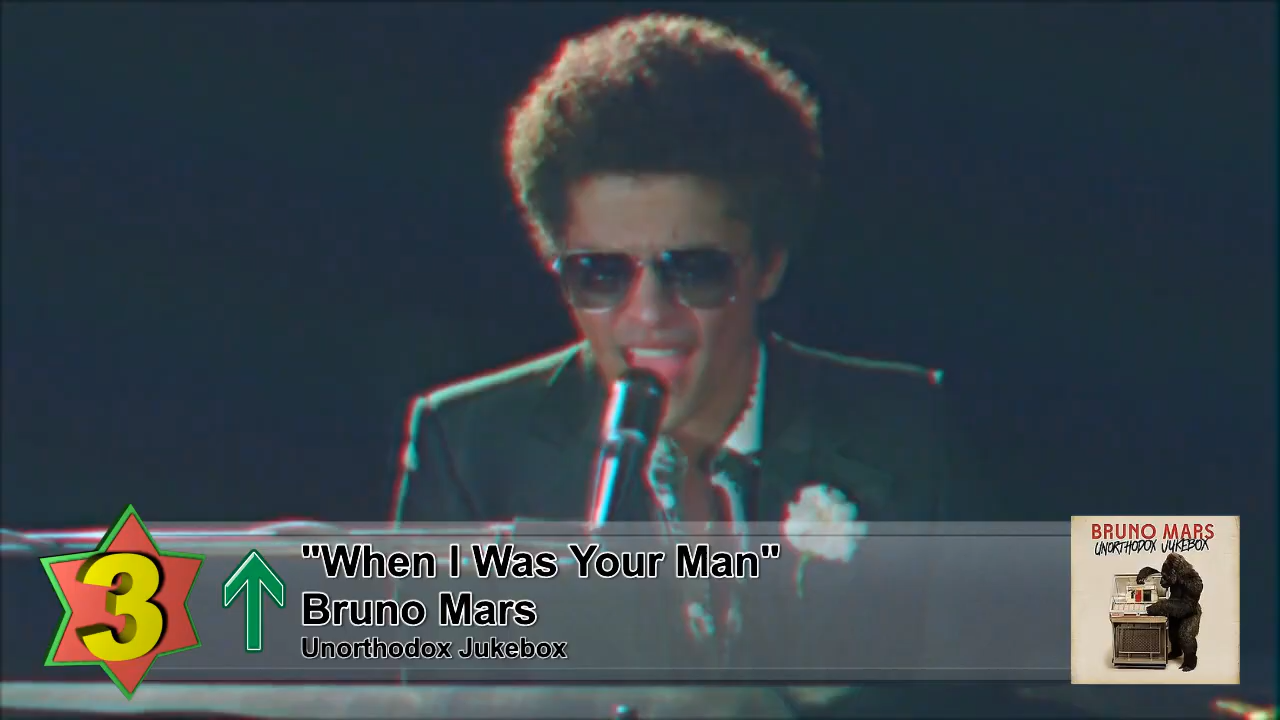 3
"When I Was Your Man"
Bruno Mars
Unorthodox Jukebox
BRUNO MARS
UNORTHODOX JUKEBOX